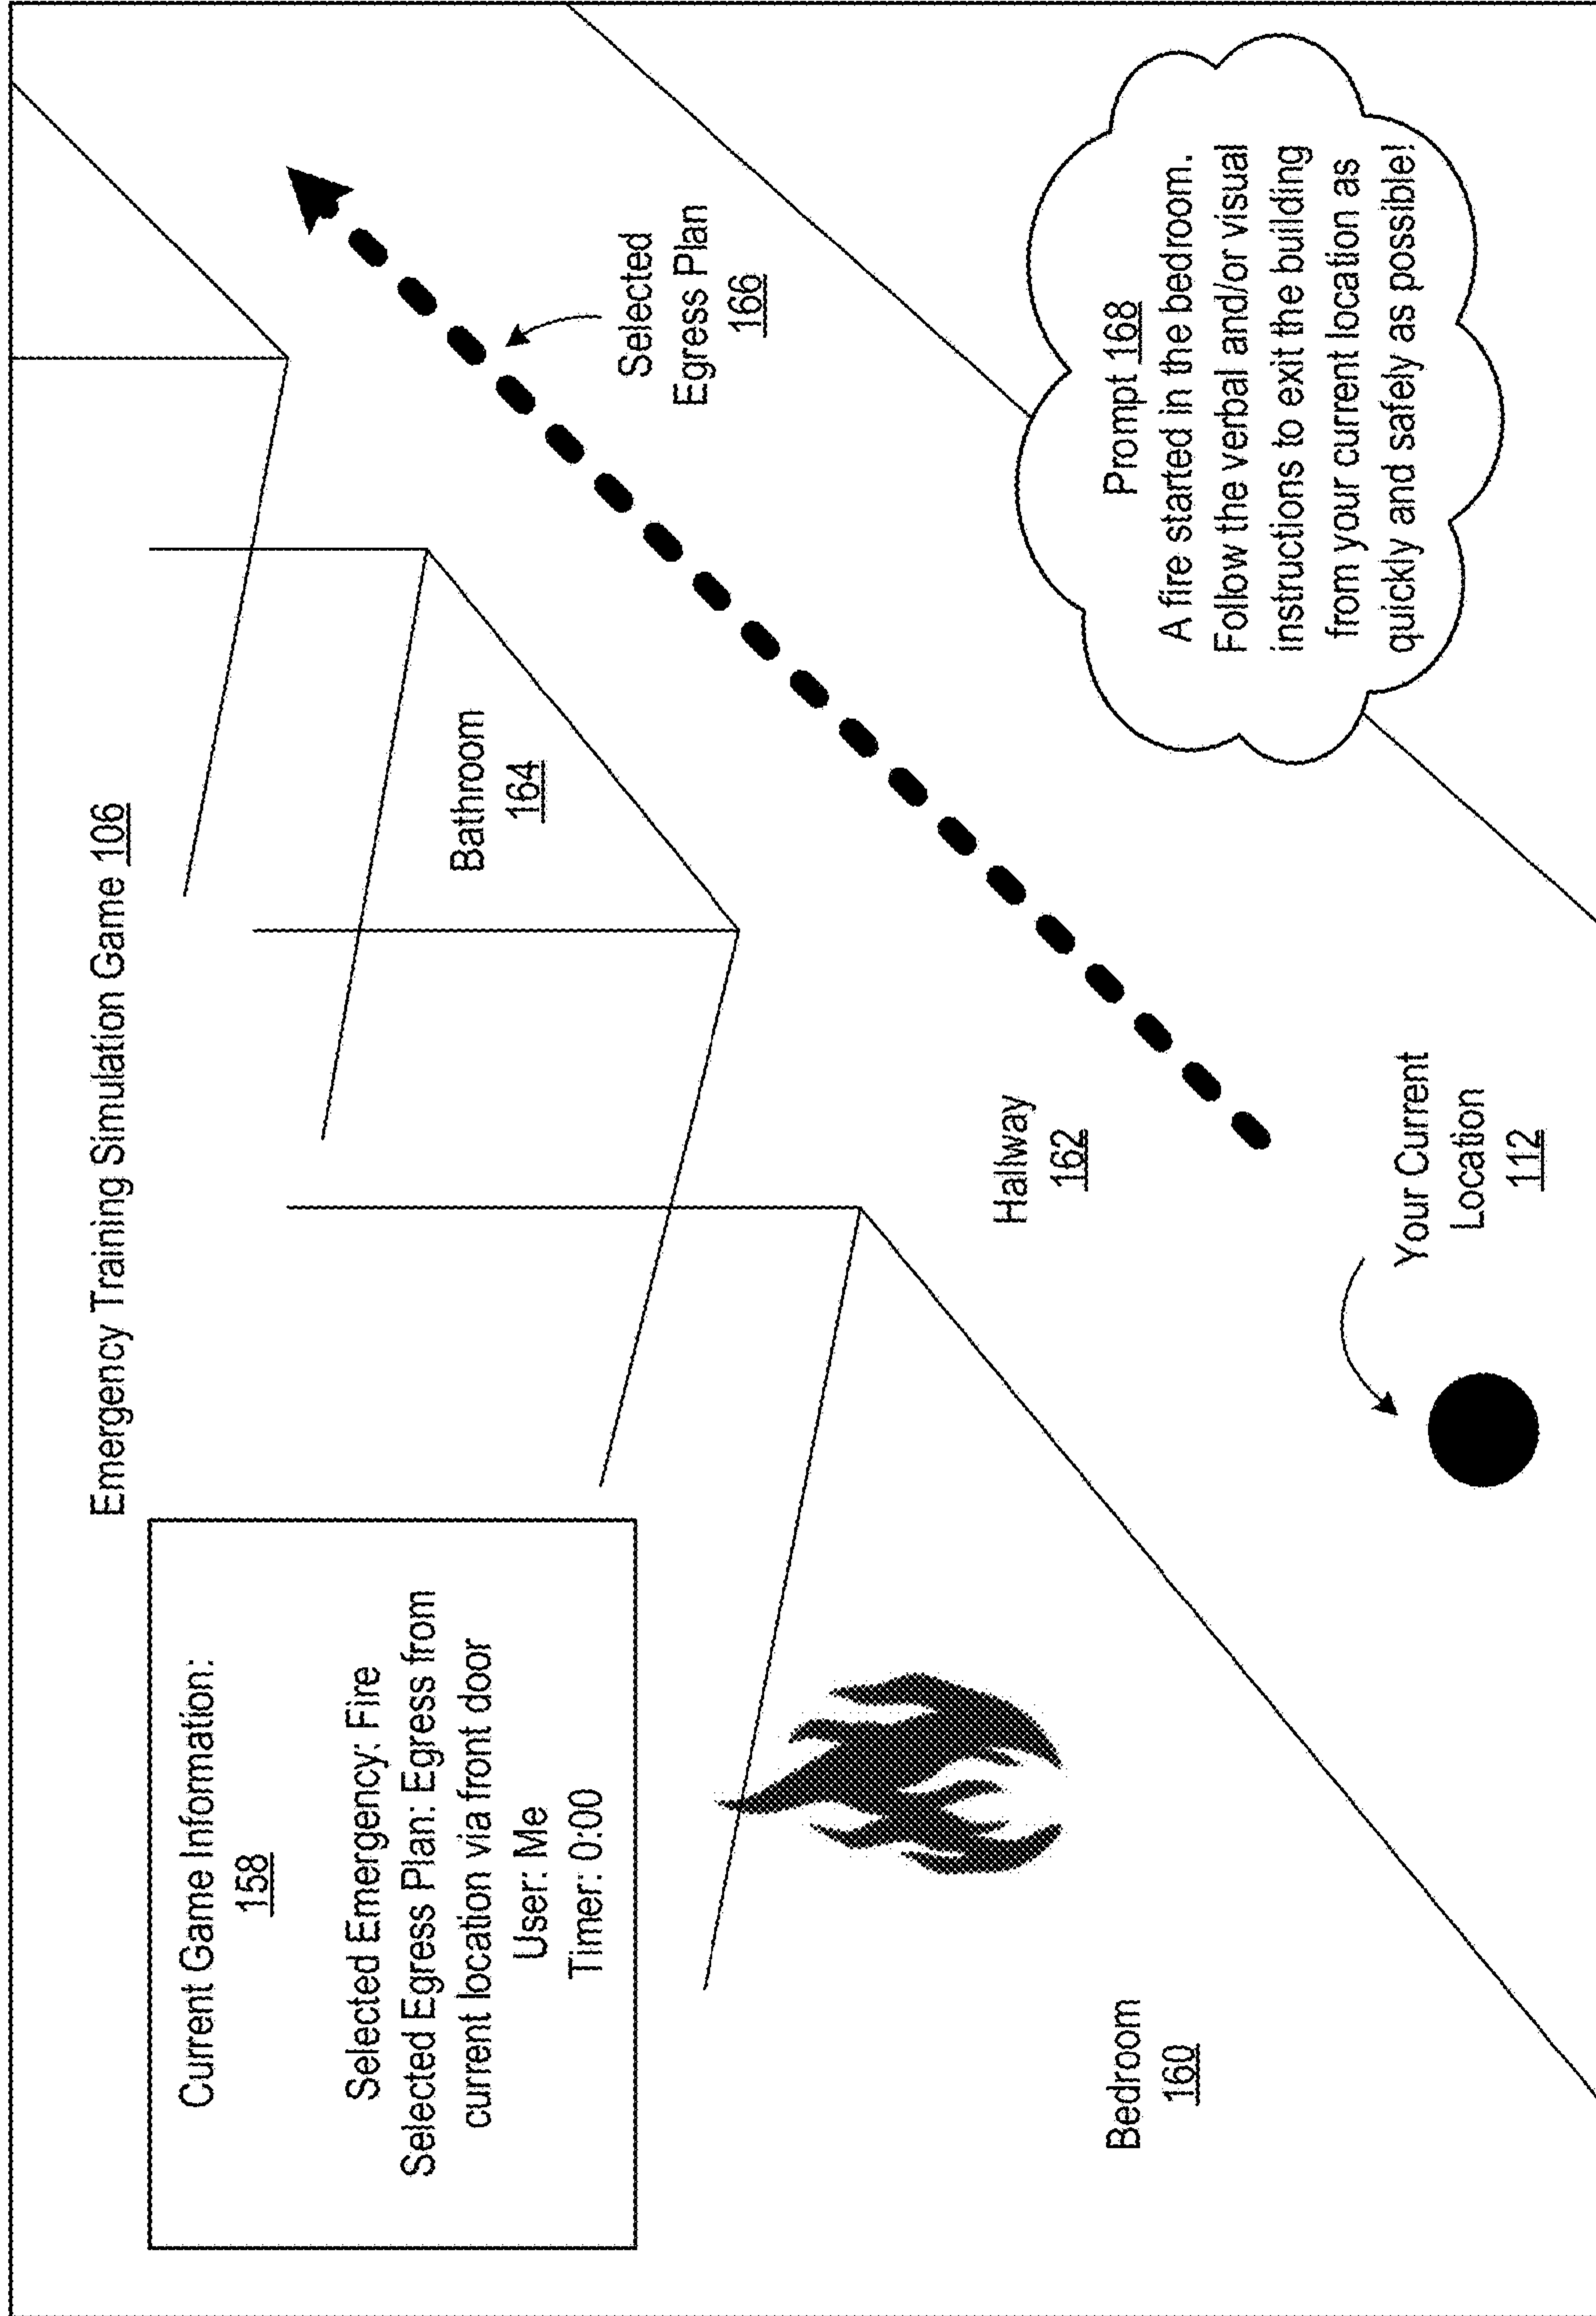 Emergency Training Simulation Game 106
Current Game Information:
158
Selected Emergency: Fire
Selected Egress Plan: Egress from
current location via front door
User: Me
Timer: 0:00
Bathroom
164
Selected
Egress Plan
166
Hallway
162
Bedroom
160
Your Current
Location
112
Prompt 168
A fire started in the bedroom.
Follow the verbal and/or visual
instructions to exit the building
from your current location as
quickly and safely as possible!